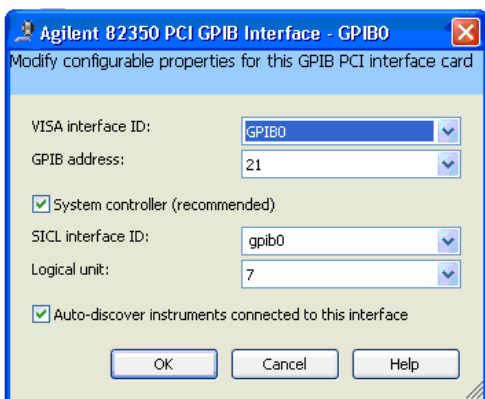 Agilent 82350 PCI GPIB Interface - GPIB0
Modify configurable properties for this GPIB PCI interface card
VISA interface ID: GPIB0
GPIB address: 21
System controller (recommended)
SICL interface ID: gpib0
Logical unit: 7
Auto-discover instruments connected to this interface
OK Cancel Help